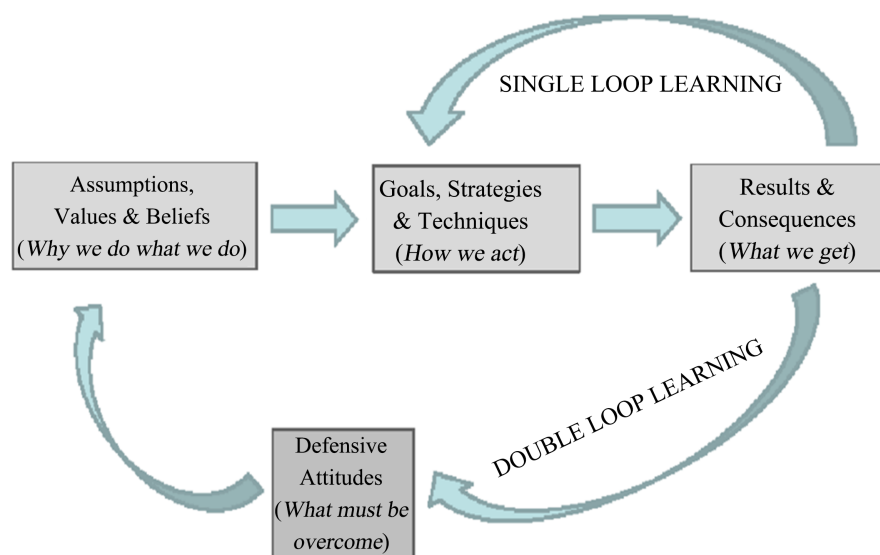 SINGLE LOOP LEARNING
Assumptions,
Values & Beliefs
(Why we do what we do)
Goals, Strategies
& Techniques
(How we act)
Results &
Consequences
(What we get)
DOUBLE LOOP LEARNING
Defensive
Attitudes
(What must be
overcome)